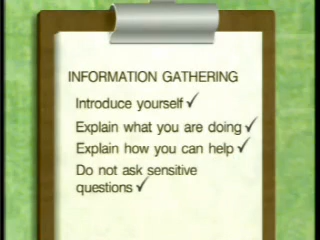 INFORMATION GATHERING
Introduce yourself ✓
Explain what you are doing ✓
Explain how you can help ✓
Do not ask sensitive
questions ✓